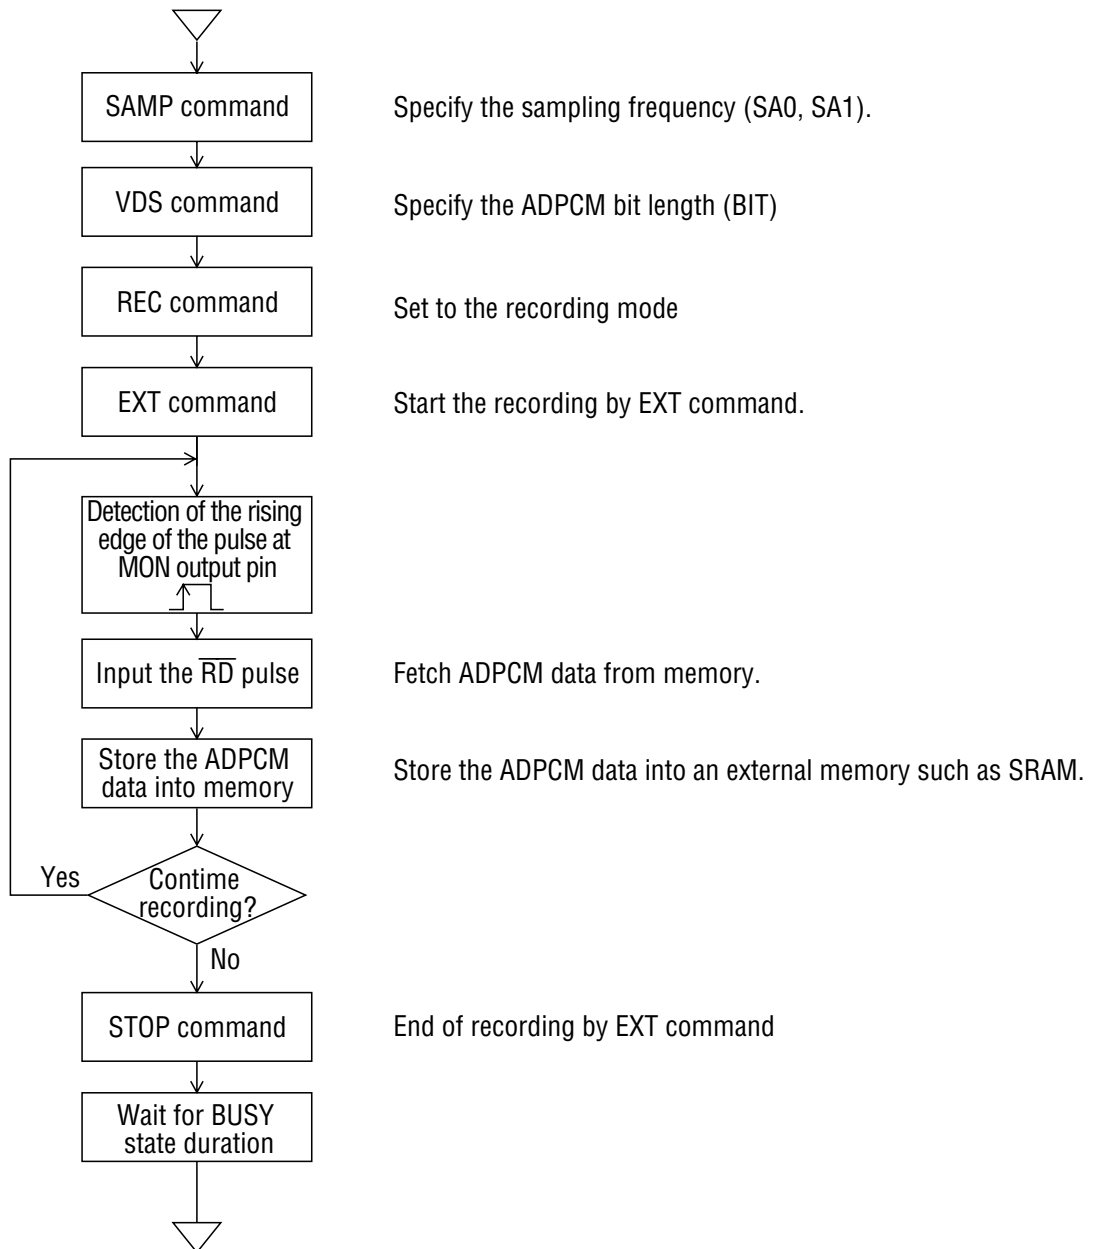 SAMP command
Specify the sampling frequency (SA0, SA1).
VDS command
Specify the ADPCM bit length (BIT)
REC command
Set to the recording mode
EXT command
Start the recording by EXT command.
Detection of the rising
edge of the pulse at
MON output pin
Input the R̅D̅ pulse
Fetch ADPCM data from memory.
Store the ADPCM
data into memory
Store the ADPCM data into an external memory such as SRAM.
Yes
Contime
recording?
No
STOP command
End of recording by EXT command
Wait for BUSY
state duration